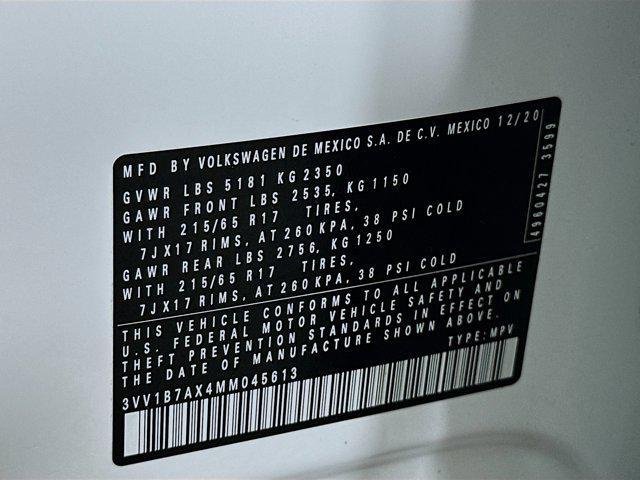 MFD BY VOLKSWAGEN DE MEXICO S.A. DE C.V. MEXICO 12/20
GVWR LBS 5181 KG 2350
GAWR FRONT LBS 2535, KG 1150
WITH 215/65 R17 TIRES,
7JX17 RIMS, AT 260 KPA, 38 PSI COLD
GAWR REAR LBS 2756, KG 1250
WITH 215/65 R17 TIRES,
7JX17 RIMS, AT 260 KPA, 38 PSI COLD
4960427 3599
THIS VEHICLE CONFORMS TO ALL APPLICABLE
U.S. FEDERAL MOTOR VEHICLE SAFETY AND
THEFT PREVENTION STANDARDS IN EFFECT ON
THE DATE OF MANUFACTURE SHOWN ABOVE.
3VV1B7AX4MM045613 TYPE: MPV